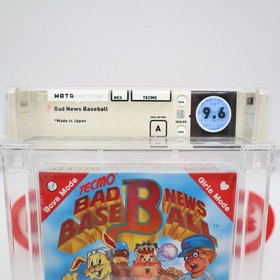 WATA
NES
TECMO
Bad News Baseball
*Made in Japan
A
9.6
Boys Mode
Girls Mode
TECMO
BAD NEWS
BASEBALL
TM